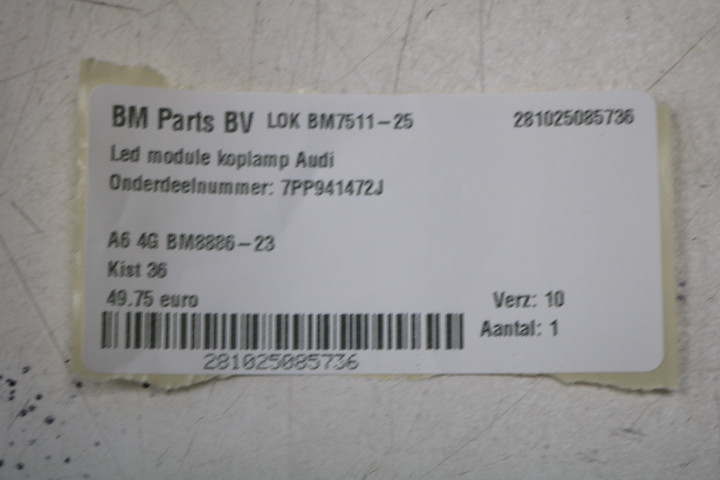 BM Parts BV LOK BM7511-25 281025085736
Led module koplamp Audi
Onderdeelnummer: 7PP941472J
A6 4G BM8886-23
Kist 36
49.75 euro Verz: 10
Aantal: 1
281025085736